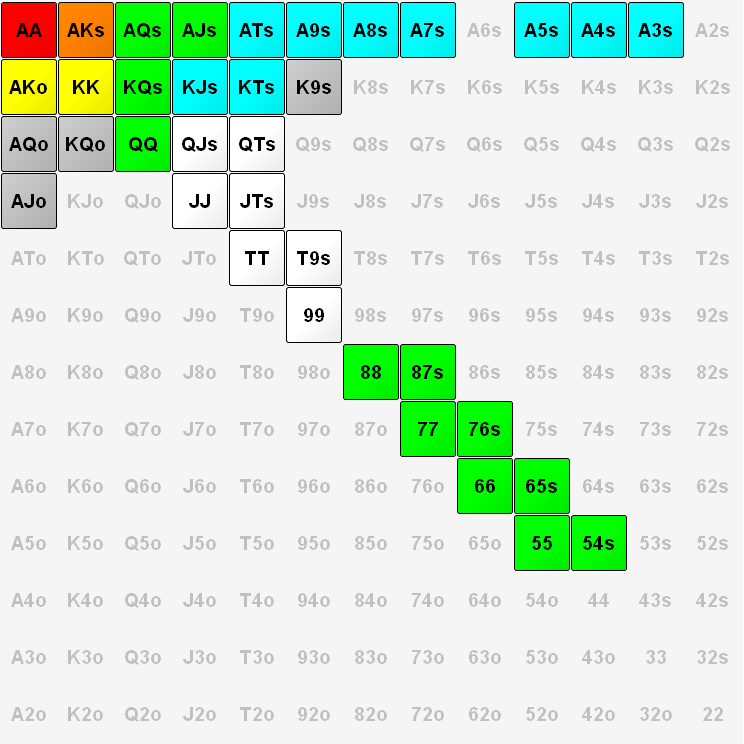 AA AKs AQs AJs ATs A9s A8s A7s A6s A5s A4s A3s A2s
AKo KK KQs KJs KTs K9s K8s K7s K6s K5s K4s K3s K2s
AQo KQo QQ QJs QTs Q9s Q8s Q7s Q6s Q5s Q4s Q3s Q2s
AJo KJo QJo JJ JTs J9s J8s J7s J6s J5s J4s J3s J2s
ATo KTo QTo JTo TT T9s T8s T7s T6s T5s T4s T3s T2s
A9o K9o Q9o J9o T9o 99 98s 97s 96s 95s 94s 93s 92s
A8o K8o Q8o J8o T8o 98o 88 87s 86s 85s 84s 83s 82s
A7o K7o Q7o J7o T7o 97o 87o 77 76s 75s 74s 73s 72s
A6o K6o Q6o J6o T6o 96o 86o 76o 66 65s 64s 63s 62s
A5o K5o Q5o J5o T5o 95o 85o 75o 65o 55 54s 53s 52s
A4o K4o Q4o J4o T4o 94o 84o 74o 64o 54o 44 43s 42s
A3o K3o Q3o J3o T3o 93o 83o 73o 63o 53o 43o 33 32s
A2o K2o Q2o J2o T2o 92o 82o 72o 62o 52o 42o 32o 22